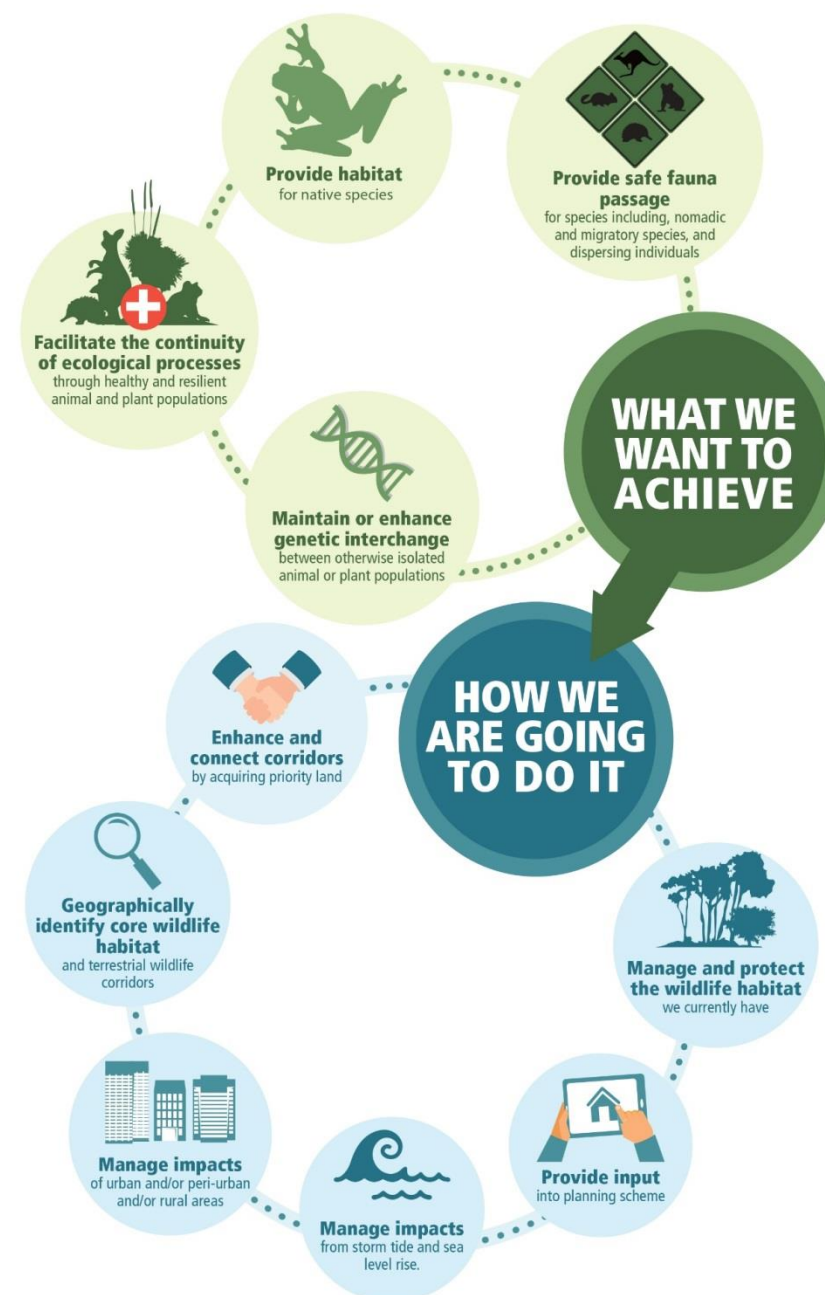 Provide habitat
for native species
Provide safe fauna
passage
for species including, nomadic
and migratory species, and
dispersing individuals
Facilitate the continuity
of ecological processes
through healthy and resilient
animal and plant populations
WHAT WE
WANT TO
ACHIEVE
Maintain or enhance
genetic interchange
between otherwise isolated
animal or plant populations
HOW WE
ARE GOING
TO DO IT
Enhance and
connect corridors
by acquiring priority land
Geographically
identify core wildlife
habitat
and terrestrial wildlife
corridors
Manage and protect
the wildlife habitat
we currently have
Manage impacts
of urban and/or peri-urban
and/or rural areas
Provide input
into planning scheme
Manage impacts
from storm tide and sea
level rise.